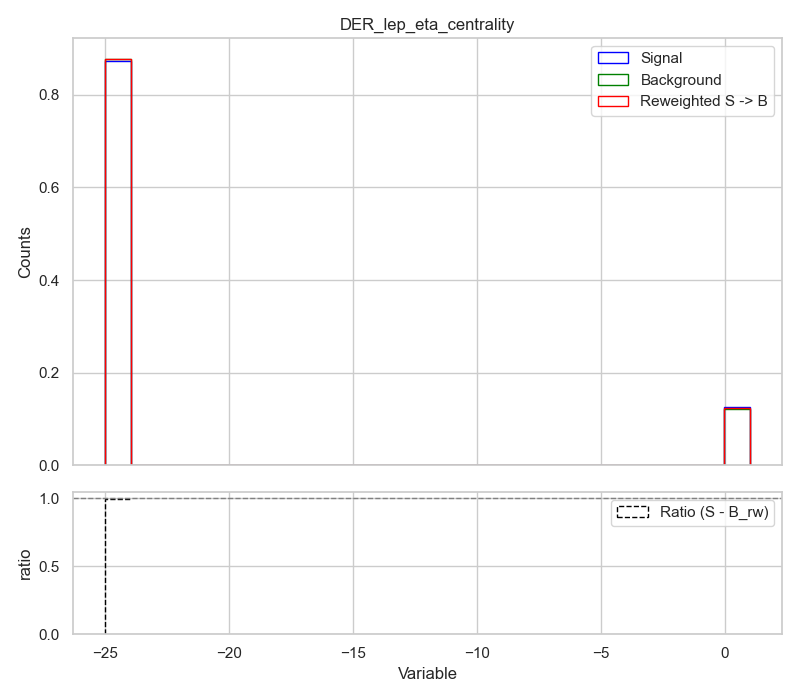 DER_lep_eta_centrality
Signal
Background
Reweighted S -> B
Counts
0.8
0.6
0.4
0.2
0.0
Ratio (S - B_rw)
ratio
1.0
0.5
0.0
−25 −20 −15 −10 −5 0
Variable